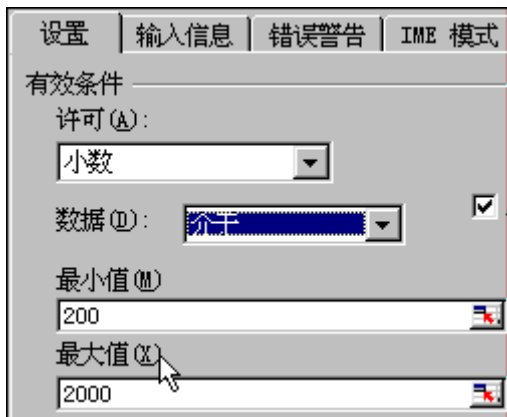 设置 输入信息 错误警告 IME 模式
有效条件
许可(A):
小数
数据(D): 介于
最小值(M)
200
最大值(X)
2000